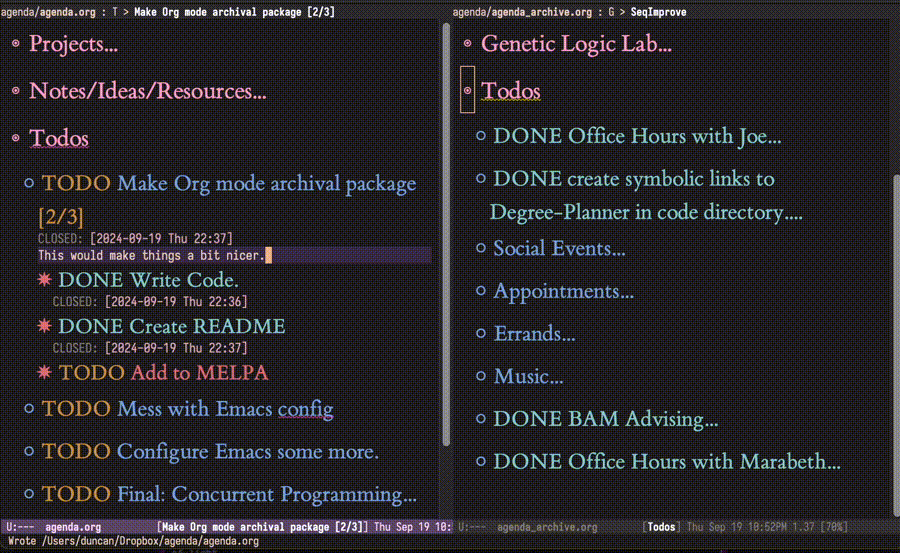 agenda/agenda.org : T > Make Org mode archival package [2/3]
Projects...
Notes/Ideas/Resources...
Todos
TODO Make Org mode archival package
[2/3]
CLOSED: [2024-09-19 Thu 22:37]
This would make things a bit nicer.
DONE Write Code.
CLOSED: [2024-09-19 Thu 22:36]
DONE Create README
CLOSED: [2024-09-19 Thu 22:37]
TODO Add to MELPA
TODO Mess with Emacs config
TODO Configure Emacs some more.
TODO Final: Concurrent Programming...
U:--- agenda.org [Make Org mode archival package [2/3]] Thu Sep 19 10:
agenda/agenda_archive.org : G > SeqImprove
Genetic Logic Lab...
Todos
DONE Office Hours with Joe...
DONE create symbolic links to
Degree-Planner in code directory....
Social Events...
Appointments...
Errands...
Music...
DONE BAM Advising...
DONE Office Hours with Marabeth...
U:--- agenda_archive.org [Todos] Thu Sep 19 10:52PM 1.37 [70%]
Wrote /Users/duncan/Dropbox/agenda/agenda.org